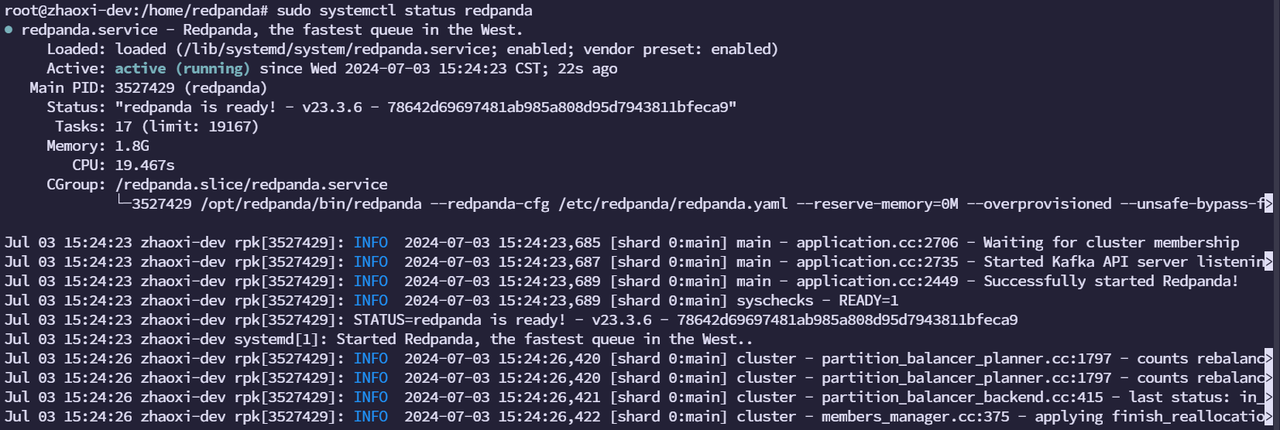 root@zhaoxi-dev:/home/redpanda# sudo systemctl status redpanda
● redpanda.service - Redpanda, the fastest queue in the West.
Loaded: loaded (/lib/systemd/system/redpanda.service; enabled; vendor preset: enabled)
Active: active (running) since Wed 2024-07-03 15:24:23 CST; 22s ago
Main PID: 3527429 (redpanda)
Status: "redpanda is ready! - v23.3.6 - 78642d69697481ab985a808d95d7943811bfeca9"
Tasks: 17 (limit: 19167)
Memory: 1.8G
CPU: 19.467s
CGroup: /redpanda.slice/redpanda.service
└─3527429 /opt/redpanda/bin/redpanda --redpanda-cfg /etc/redpanda/redpanda.yaml --reserve-memory=0M --overprovisioned --unsafe-bypass-f>
Jul 03 15:24:23 zhaoxi-dev rpk[3527429]: INFO  2024-07-03 15:24:23,685 [shard 0:main] main - application.cc:2706 - Waiting for cluster membership
Jul 03 15:24:23 zhaoxi-dev rpk[3527429]: INFO  2024-07-03 15:24:23,687 [shard 0:main] main - application.cc:2735 - Started Kafka API server listenin>
Jul 03 15:24:23 zhaoxi-dev rpk[3527429]: INFO  2024-07-03 15:24:23,689 [shard 0:main] main - application.cc:2449 - Successfully started Redpanda!
Jul 03 15:24:23 zhaoxi-dev rpk[3527429]: INFO  2024-07-03 15:24:23,689 [shard 0:main] syschecks - READY=1
Jul 03 15:24:23 zhaoxi-dev rpk[3527429]: STATUS=redpanda is ready! - v23.3.6 - 78642d69697481ab985a808d95d7943811bfeca9
Jul 03 15:24:23 zhaoxi-dev systemd[1]: Started Redpanda, the fastest queue in the West..
Jul 03 15:24:26 zhaoxi-dev rpk[3527429]: INFO  2024-07-03 15:24:26,420 [shard 0:main] cluster - partition_balancer_planner.cc:1797 - counts rebalanc>
Jul 03 15:24:26 zhaoxi-dev rpk[3527429]: INFO  2024-07-03 15:24:26,420 [shard 0:main] cluster - partition_balancer_planner.cc:1797 - counts rebalanc>
Jul 03 15:24:26 zhaoxi-dev rpk[3527429]: INFO  2024-07-03 15:24:26,421 [shard 0:main] cluster - partition_balancer_backend.cc:415 - last status: in_>
Jul 03 15:24:26 zhaoxi-dev rpk[3527429]: INFO  2024-07-03 15:24:26,422 [shard 0:main] cluster - members_manager.cc:375 - applying finish_reallocatio>